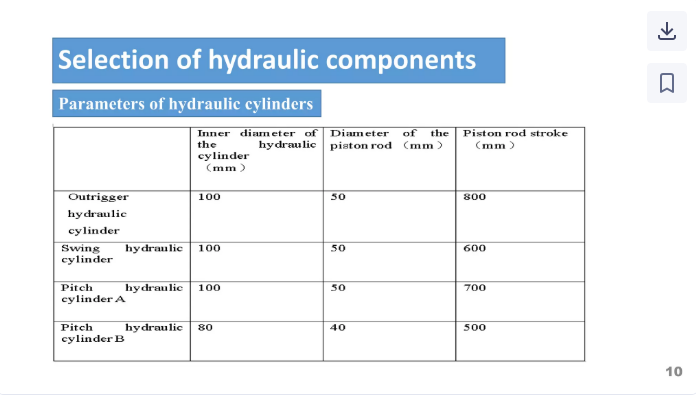 Selection of hydraulic components
Parameters of hydraulic cylinders
Inner diameter of the hydraulic cylinder （mm） Diameter of the piston rod （mm） Piston rod stroke （mm）
Outrigger hydraulic cylinder 100 50 800
Swing hydraulic cylinder 100 50 600
Pitch hydraulic cylinder A 100 50 700
Pitch hydraulic cylinder B 80 40 500
10